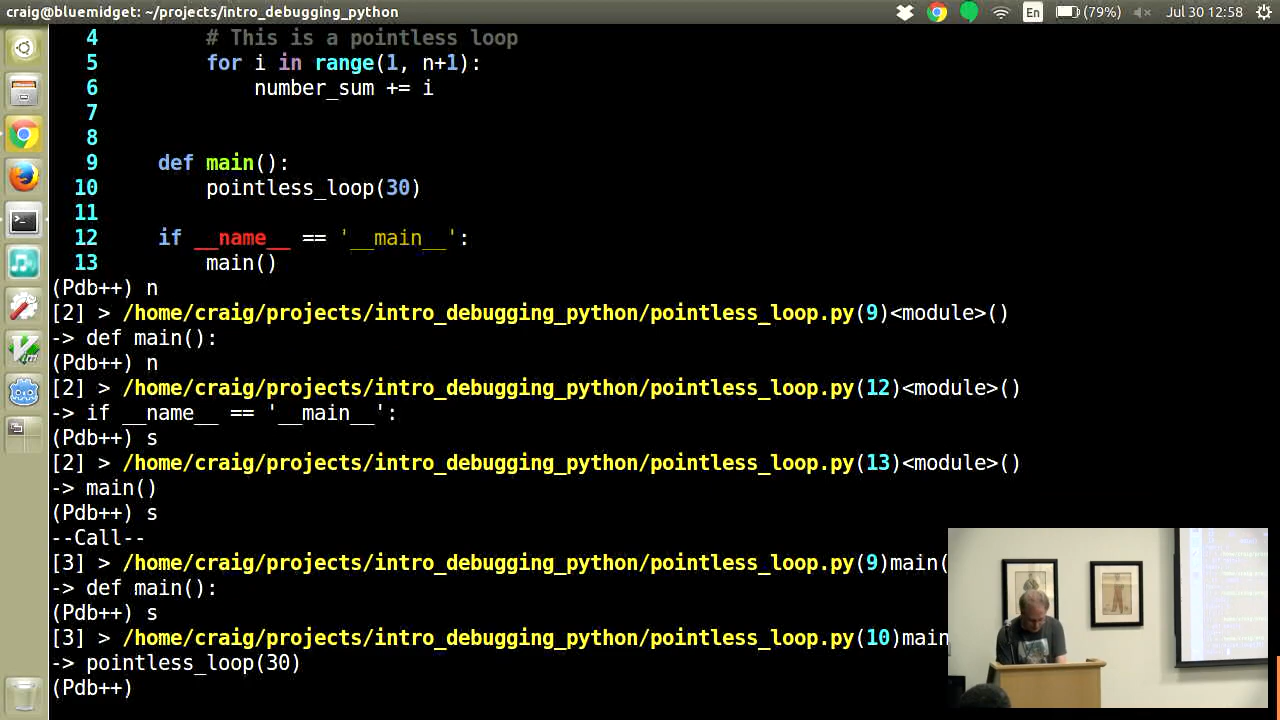 craig@bluemidget: ~/projects/intro_debugging_python
En (79%) Jul 30 12:58
4 # This is a pointless loop
5 for i in range(1, n+1):
6 number_sum += i
7
8
9 def main():
10 pointless_loop(30)
11
12 if __name__ == '__main__':
13 main()
(Pdb++) n
[2] > /home/craig/projects/intro_debugging_python/pointless_loop.py(9)<module>()
-> def main():
(Pdb++) n
[2] > /home/craig/projects/intro_debugging_python/pointless_loop.py(12)<module>()
-> if __name__ == '__main__':
(Pdb++) s
[2] > /home/craig/projects/intro_debugging_python/pointless_loop.py(13)<module>()
-> main()
(Pdb++) s
--Call--
[3] > /home/craig/projects/intro_debugging_python/pointless_loop.py(9)main(
-> def main():
(Pdb++) s
[3] > /home/craig/projects/intro_debugging_python/pointless_loop.py(10)main
-> pointless_loop(30)
(Pdb++)